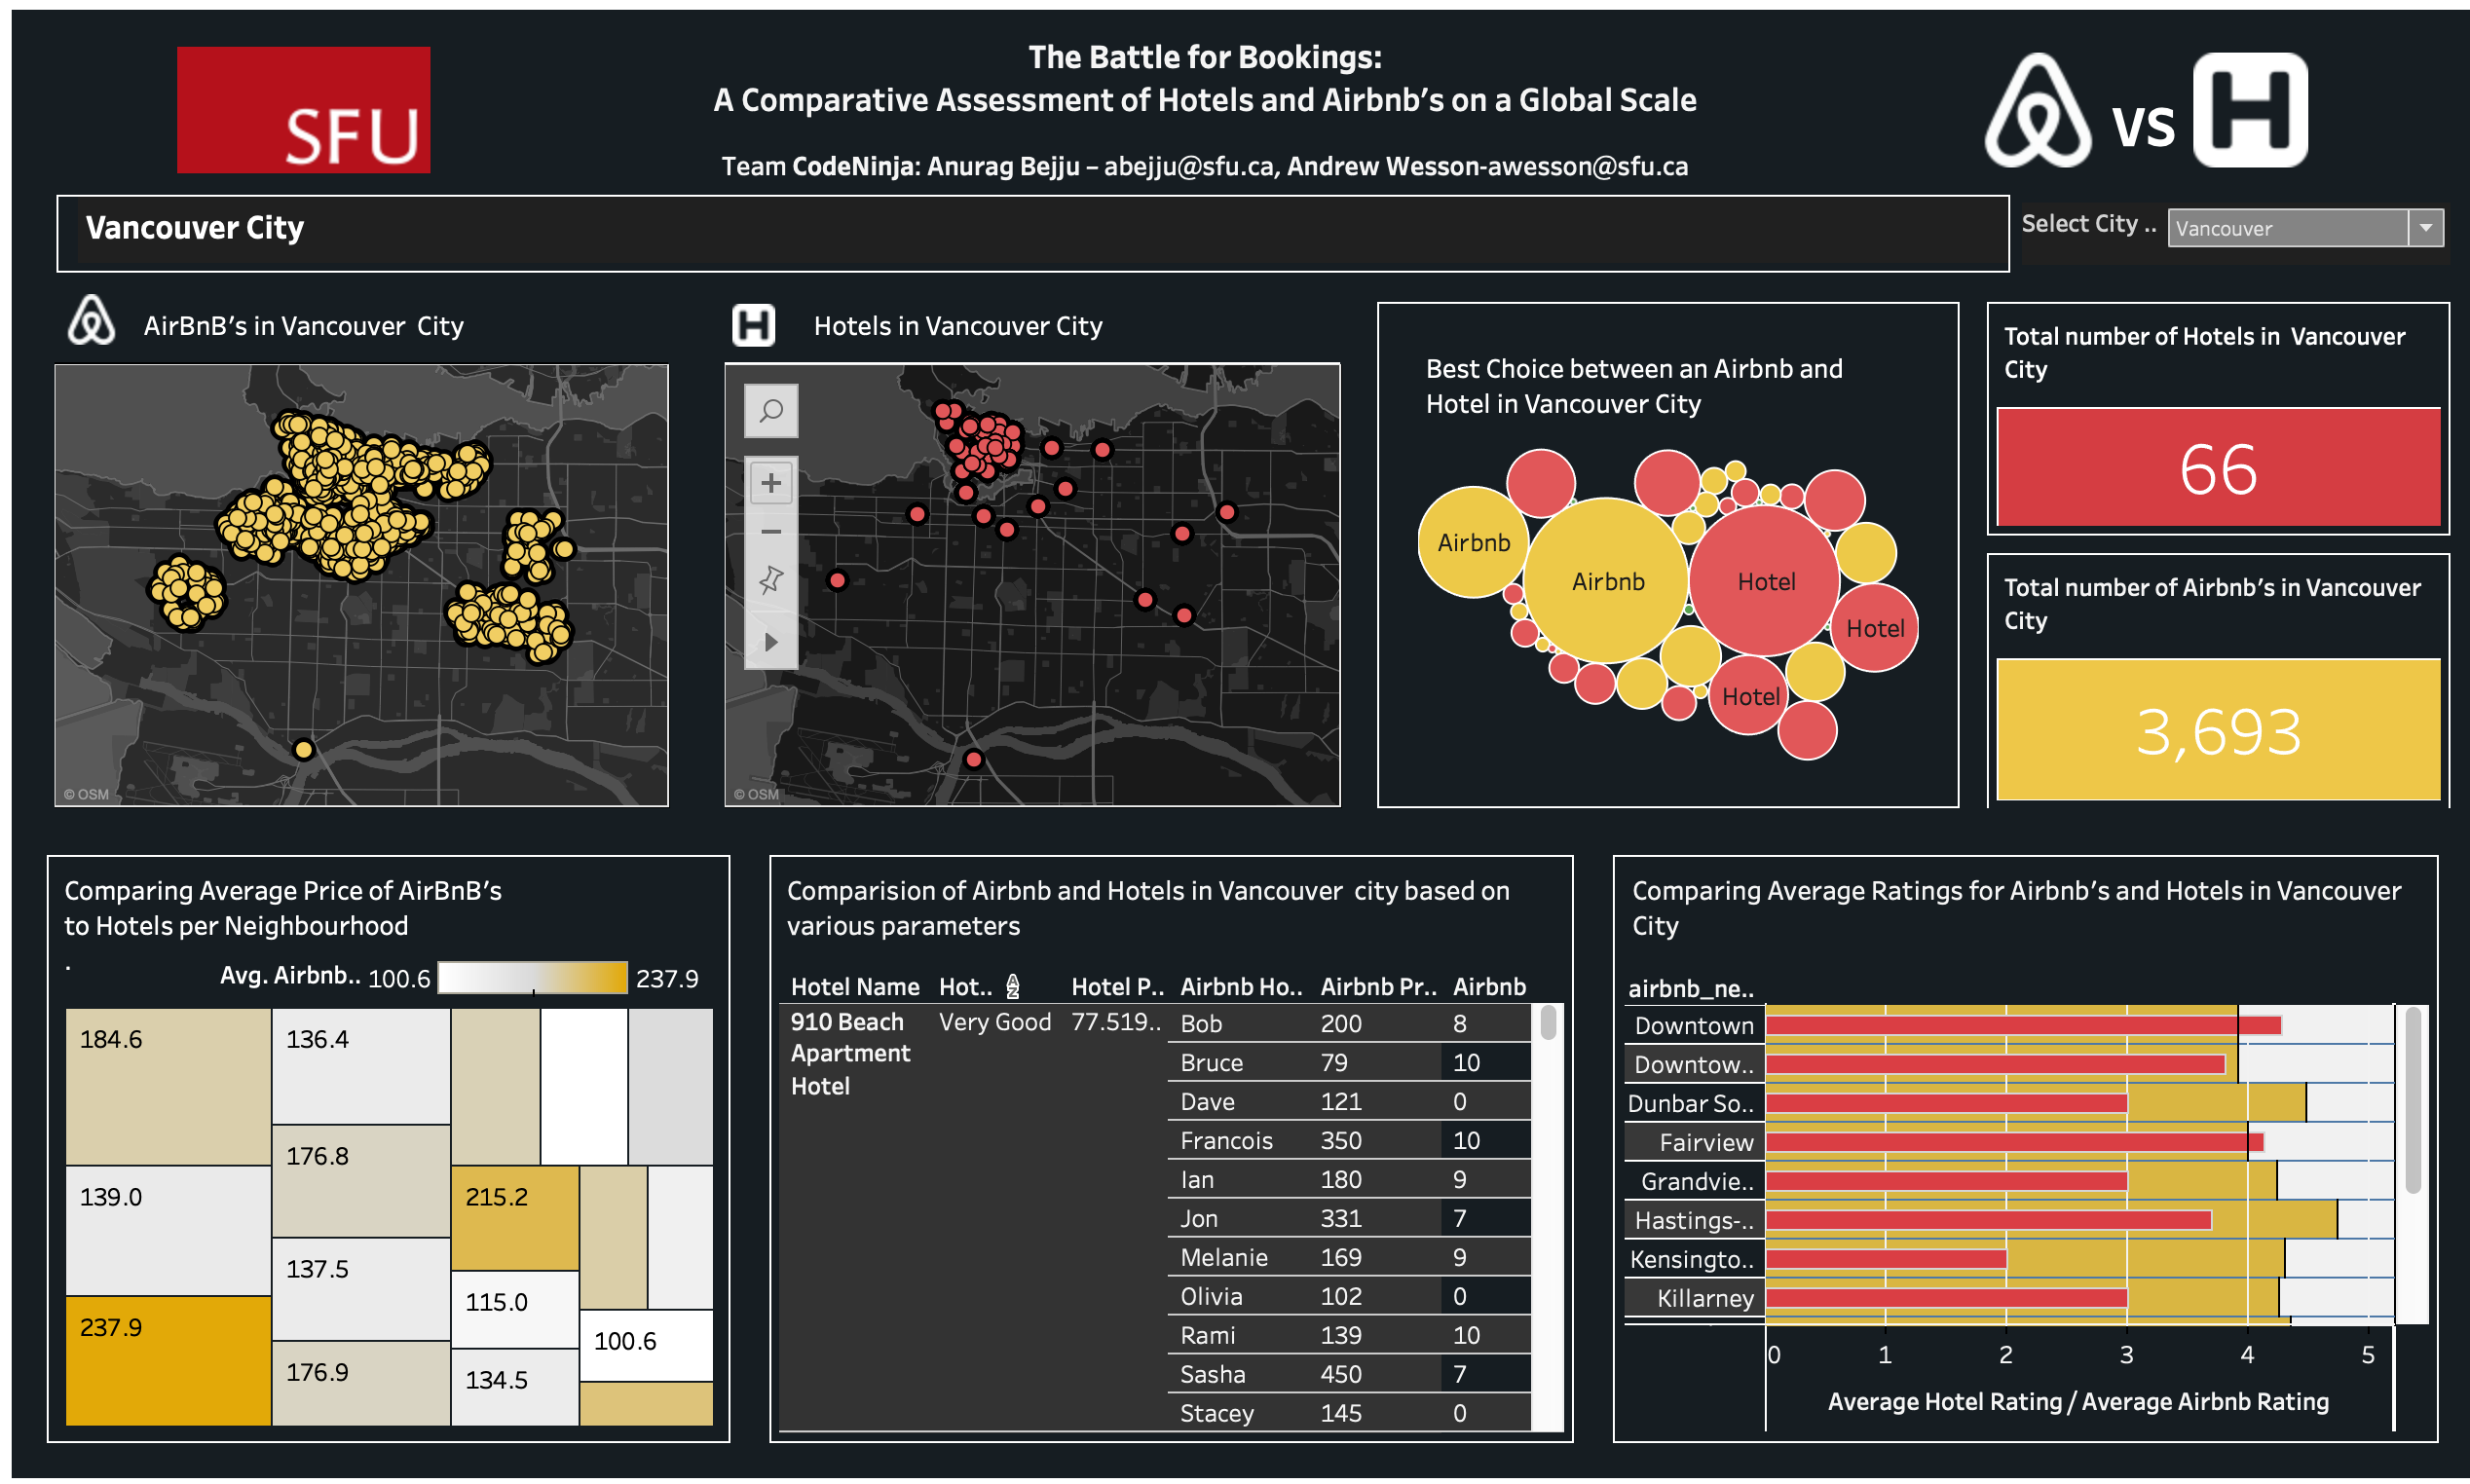 SFU
The Battle for Bookings:
A Comparative Assessment of Hotels and Airbnb's on a Global Scale
Team CodeNinja: Anurag Bejju – abejju@sfu.ca, Andrew Wesson-awesson@sfu.ca
VS
H
Vancouver City
Select City ..
Vancouver
AirBnB's in Vancouver City
© OSM
H
Hotels in Vancouver City
© OSM
Best Choice between an Airbnb and
Hotel in Vancouver City
Airbnb
Airbnb
Hotel
Hotel
Hotel
Total number of Hotels in Vancouver
City
66
Total number of Airbnb's in Vancouver
City
3,693
Comparing Average Price of AirBnB's
to Hotels per Neighbourhood
.
Avg. Airbnb.. 100.6 237.9
184.6
139.0
237.9
136.4
176.8
137.5
176.9
215.2
115.0
134.5
100.6
Comparision of Airbnb and Hotels in Vancouver city based on
various parameters
Hotel Name Hot.. AZ Hotel P.. Airbnb Ho.. Airbnb Pr.. Airbnb
910 Beach Very Good 77.519.. Bob 200 8
Apartment Bruce 79 10
Hotel
Dave 121 0
Francois 350 10
Ian 180 9
Jon 331 7
Melanie 169 9
Olivia 102 0
Rami 139 10
Sasha 450 7
Stacey 145 0
Comparing Average Ratings for Airbnb's and Hotels in Vancouver
City
airbnb_ne..
Downtown
Downtow..
Dunbar So..
Fairview
Grandvie..
Hastings-..
Kensingto..
Killarney
0 1 2 3 4 5
Average Hotel Rating / Average Airbnb Rating